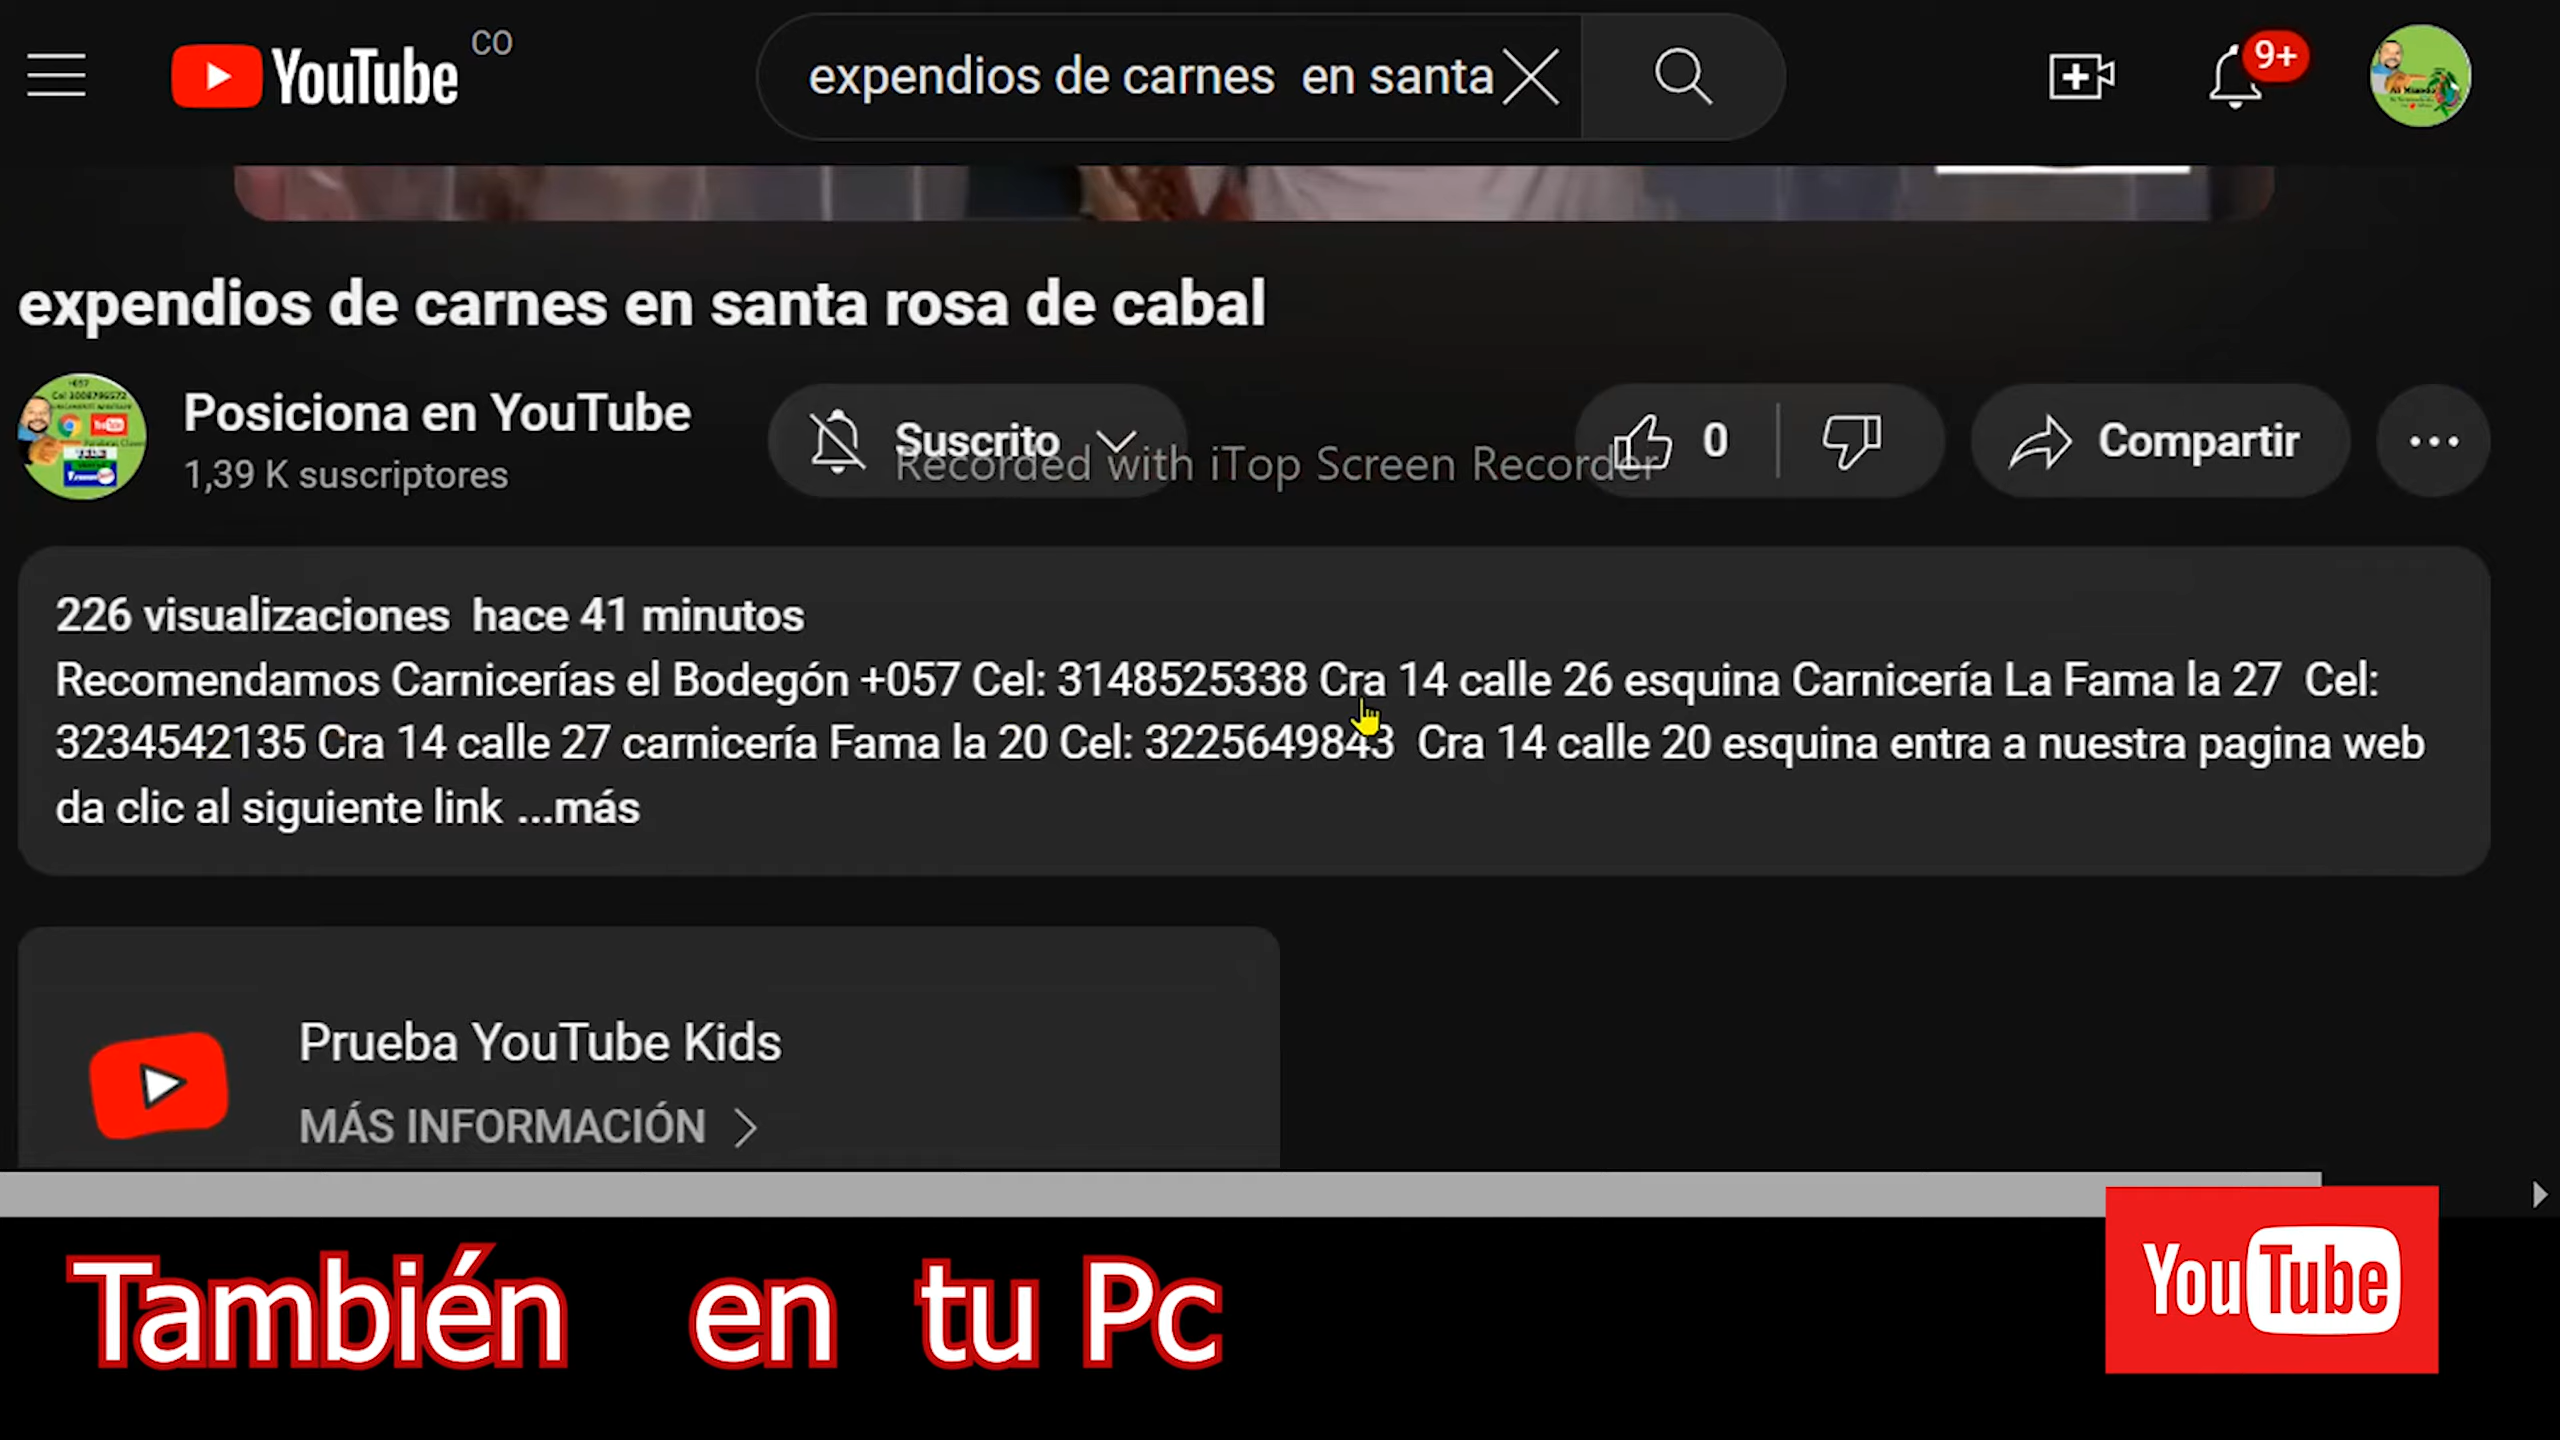 YouTube CO
expendios de carnes  en santa
9+
expendios de carnes en santa rosa de cabal
Posiciona en YouTube
1,39 K suscriptores
Suscrito
0
Compartir
Recorded with iTop Screen Recorder
226 visualizaciones  hace 41 minutos
Recomendamos Carnicerías el Bodegón +057 Cel: 3148525338 Cra 14 calle 26 esquina Carnicería La Fama la 27  Cel:
3234542135 Cra 14 calle 27 carnicería Fama la 20 Cel: 3225649843  Cra 14 calle 20 esquina entra a nuestra pagina web
da clic al siguiente link ...más
Prueba YouTube Kids
MÁS INFORMACIÓN
También en tu Pc
YouTube